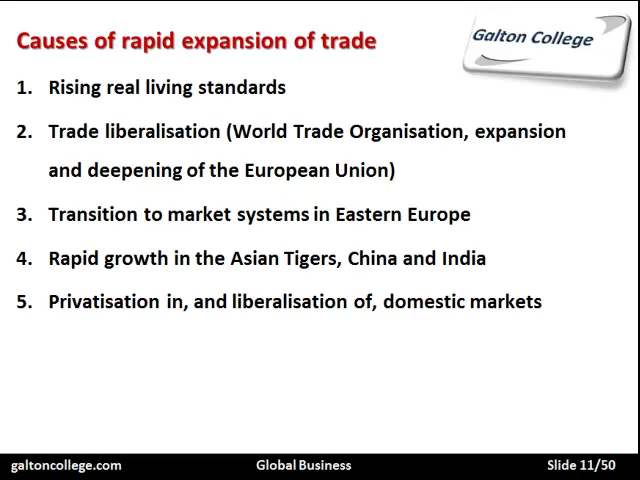 Causes of rapid expansion of trade
Galton College
1. Rising real living standards
2. Trade liberalisation (World Trade Organisation, expansion
and deepening of the European Union)
3. Transition to market systems in Eastern Europe
4. Rapid growth in the Asian Tigers, China and India
5. Privatisation in, and liberalisation of, domestic markets
galtoncollege.com Global Business Slide 11/50